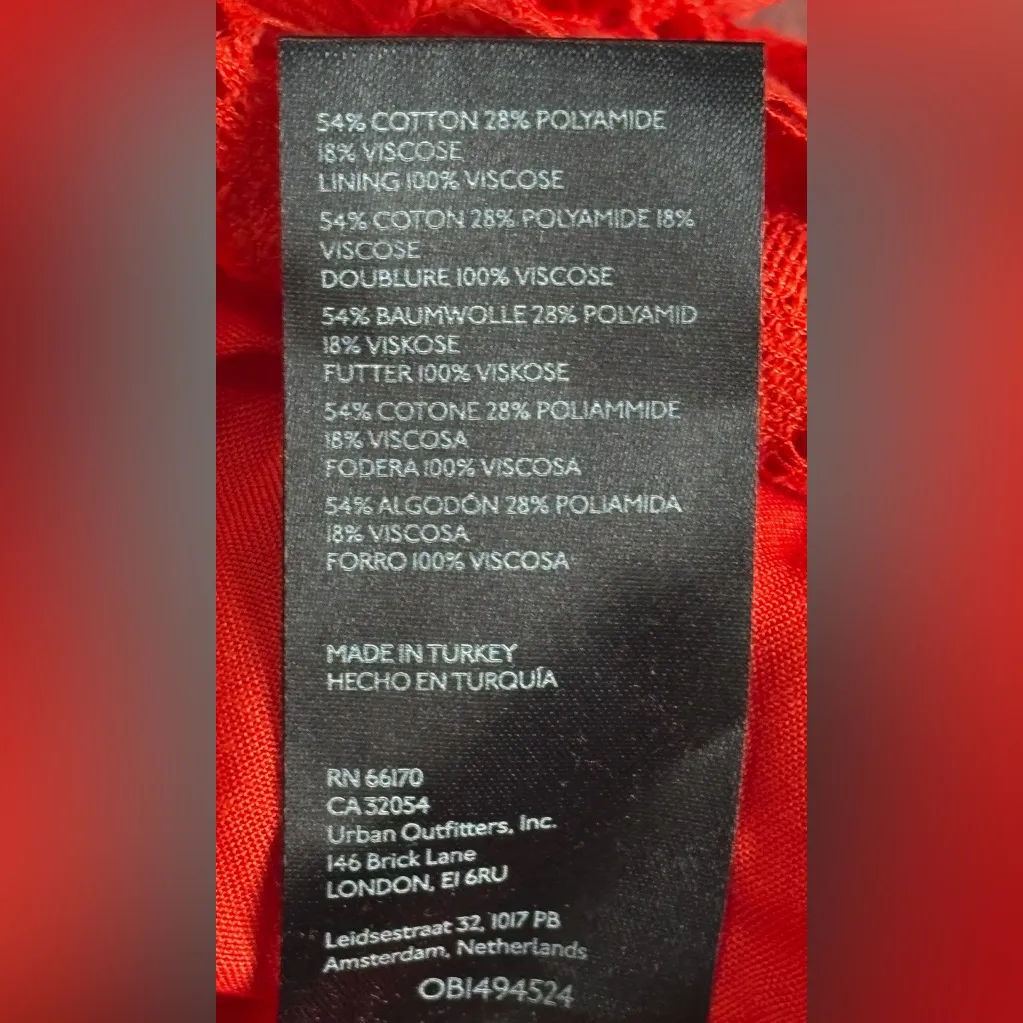 54% COTTON 28% POLYAMIDE
18% VISCOSE
LINING 100% VISCOSE
54% COTON 28% POLYAMIDE 18%
VISCOSE
DOUBLURE 100% VISCOSE
54% BAUMWOLLE 28% POLYAMID
18% VISKOSE
FUTTER 100% VISKOSE
54% COTONE 28% POLIAMMIDE
18% VISCOSA
FODERA 100% VISCOSA
54% ALGODÓN 28% POLIAMIDA
18% VISCOSA
FORRO 100% VISCOSA
MADE IN TURKEY
HECHO EN TURQUÍA
RN 66170
CA 32054
Urban Outfitters, Inc.
146 Brick Lane
LONDON, E1 6RU
Leidsestraat 32, 1017 PB
Amsterdam, Netherlands
OB1494524